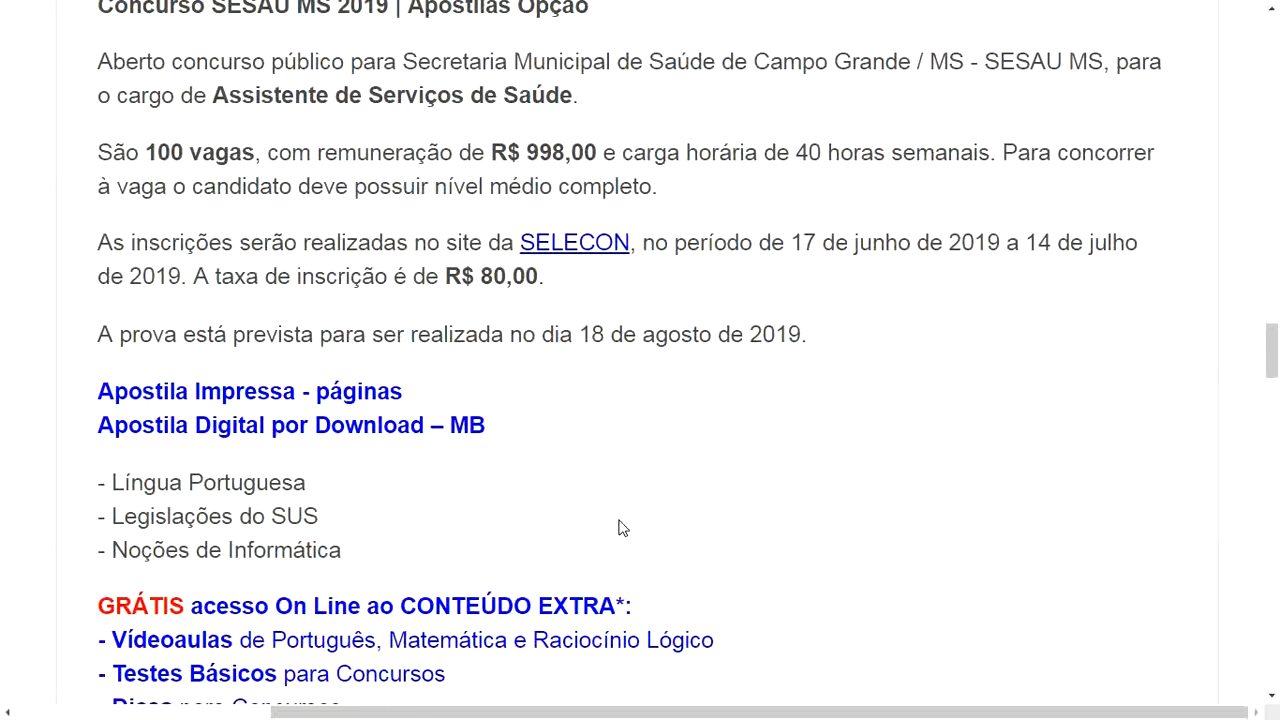 Concurso SESAU MS 2019 | Apostilas Opção
Aberto concurso público para Secretaria Municipal de Saúde de Campo Grande / MS - SESAU MS, para
o cargo de Assistente de Serviços de Saúde.
São 100 vagas, com remuneração de R$ 998,00 e carga horária de 40 horas semanais. Para concorrer
à vaga o candidato deve possuir nível médio completo.
As inscrições serão realizadas no site da SELECON, no período de 17 de junho de 2019 a 14 de julho
de 2019. A taxa de inscrição é de R$ 80,00.
A prova está prevista para ser realizada no dia 18 de agosto de 2019.
Apostila Impressa - páginas
Apostila Digital por Download – MB
- Língua Portuguesa
- Legislações do SUS
- Noções de Informática
GRÁTIS acesso On Line ao CONTEÚDO EXTRA*:
- Vídeoaulas de Português, Matemática e Raciocínio Lógico
- Testes Básicos para Concursos
- Dicas para Concursos